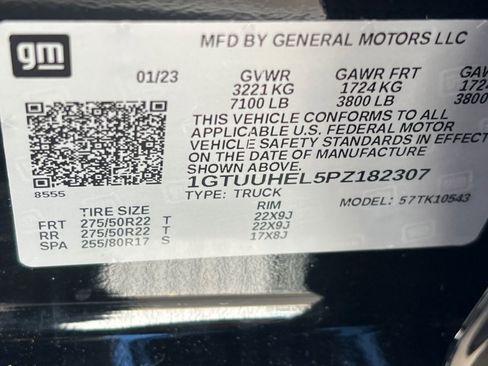 gm
MFD BY GENERAL MOTORS LLC
01/23 GVWR GAWR FRT GAW
3221 KG 1724 KG 172
7100 LB 3800 LB 3800
THIS VEHICLE CONFORMS TO ALL
APPLICABLE U.S. FEDERAL MOTOR
VEHICLE SAFETY STANDARDS IN EFFECT
ON THE DATE OF MANUFACTURE
SHOWN ABOVE.
8555
1GTUUHEL5PZ182307
TYPE: TRUCK MODEL: 57TK10543
TIRE SIZE RIM
FRT 275/50R22 T 22X9J
RR 275/50R22 T 22X9J
SPA 255/80R17 S 17X8J